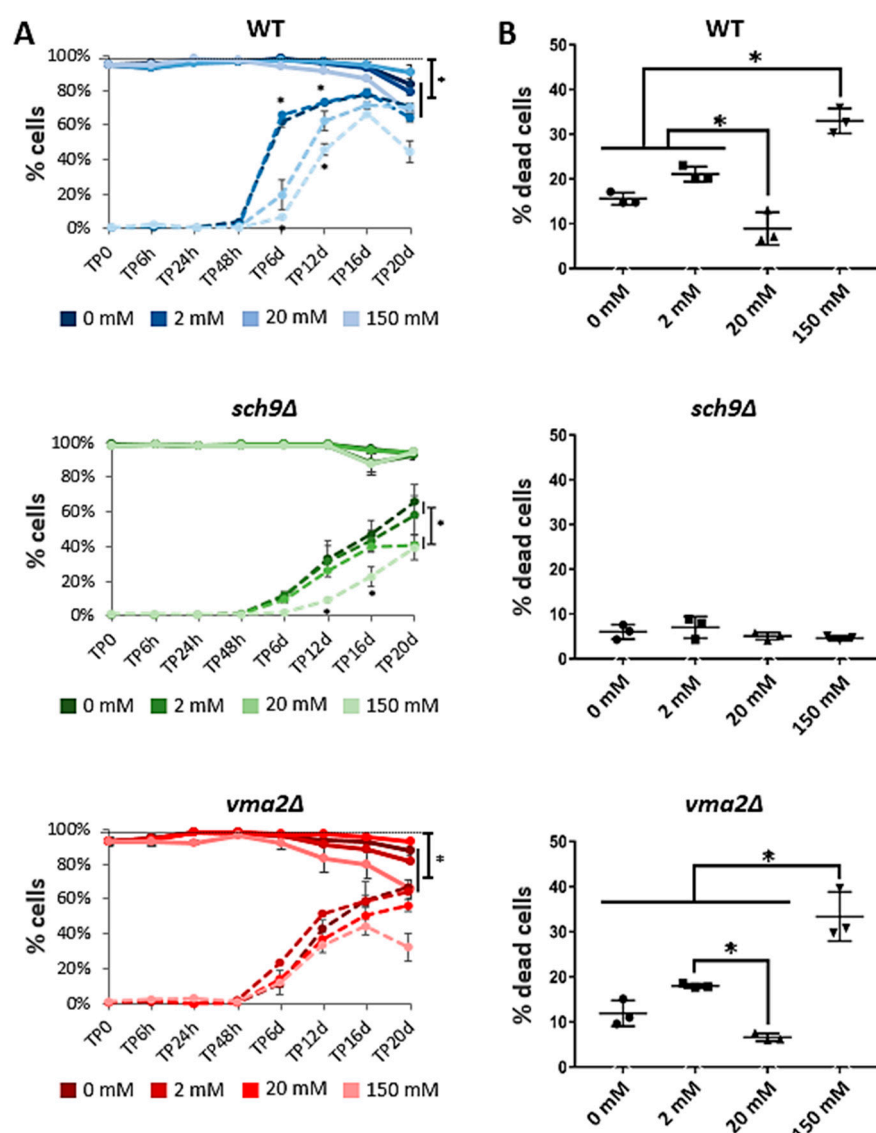 A
WT
100%
80%
60%
40%
20%
0%
% cells
*
*
*
*
*
TP0
TP6h
TP24h
TP48h
TP6d
TP12d
TP16d
TP20d
0 mM
2 mM
20 mM
150 mM
B
WT
50
40
30
20
10
0
% dead cells
*
*
0 mM
2 mM
20 mM
150 mM
sch9Δ
100%
80%
60%
40%
20%
0%
% cells
*
*
*
TP0
TP6h
TP24h
TP48h
TP6d
TP12d
TP16d
TP20d
0 mM
2 mM
20 mM
150 mM
sch9Δ
50
40
30
20
10
0
% dead cells
0 mM
2 mM
20 mM
150 mM
vma2Δ
100%
80%
60%
40%
20%
0%
% cells
*
TP0
TP6h
TP24h
TP48h
TP6d
TP12d
TP16d
TP20d
0 mM
2 mM
20 mM
150 mM
vma2Δ
50
40
30
20
10
0
% dead cells
*
*
0 mM
2 mM
20 mM
150 mM